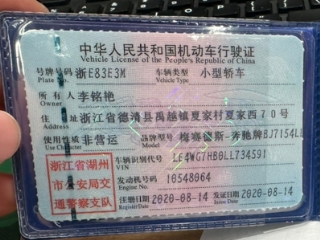 中华人民共和国机动车行驶证
Vehicle License of the People's Republic of China
号牌号码 浙E83E3M 车辆类型 小型轿车
Plate No. Vehicle Type
所有人 李铭艳
Owner
住址 浙江省德清县禹越镇夏家村夏家西70号
Address
使用性质 非营运 品牌型号 梅赛德斯-奔驰牌BJ7154L
Use Character Model
浙江省湖州
市公安局交
通警察支队
车辆识别代号 LE4WG7HB0LL734591
VIN
发动机号码 10548064
Engine No.
注册日期 2020-08-14 发证日期 2020-08-14
Register Date Issue Date